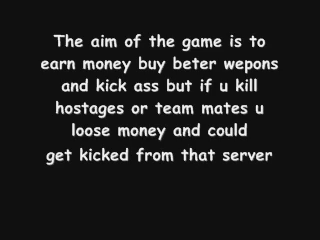 The aim of the game is to
earn money buy beter wepons
and kick ass but if u kill
hostages or team mates u
loose money and could
get kicked from that server